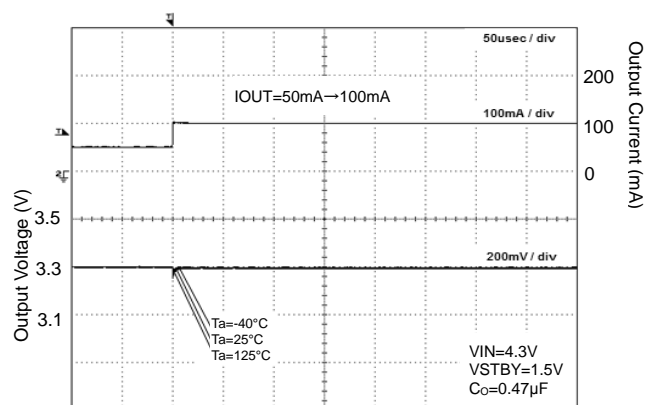 50usec / div
IOUT=50mA→100mA
100mA / div
200
100
0
Output Current (mA)
Output Voltage (V)
3.5
3.3
3.1
200mV / div
Ta=-40°C
Ta=25°C
Ta=125°C
VIN=4.3V
VSTBY=1.5V
Co=0.47µF